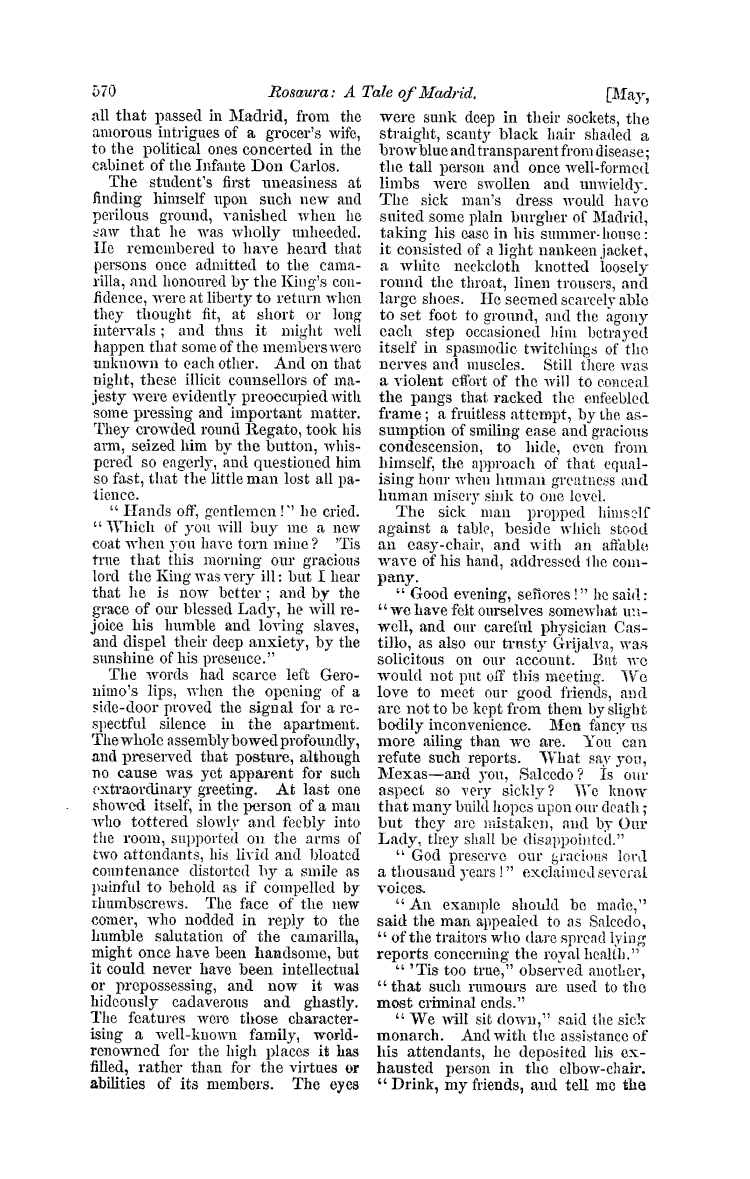 570 Rosaura: A Tale of Madrid. [May,
all that passed in Madrid, from the
amorous intrigues of a grocer's wife,
to the political ones concerted in the
cabinet of the Infante Don Carlos.
The student's first uneasiness at
finding himself upon such new and
perilous ground, vanished when he
saw that he was wholly unheeded.
He remembered to have heard that
persons once admitted to the cama-
rilla, and honoured by the King's con-
fidence, were at liberty to return when
they thought fit, at short or long
intervals; and thus it might well
happen that some of the members were
unknown to each other. And on that
night, these illicit counsellors of ma-
jesty were evidently preoccupied with
some pressing and important matter.
They crowded round Regato, took his
arm, seized him by the button, whis-
pered so eagerly, and questioned him
so fast, that the little man lost all pa-
tience.
"Hands off, gentlemen!" he cried.
"Which of you will buy me a new
coat when you have torn mine? 'Tis
true that this morning our gracious
lord the King was very ill: but I hear
that he is now better; and by the
grace of our blessed Lady, he will re-
joice his humble and loving slaves,
and dispel their deep anxiety, by the
sunshine of his presence."
The words had scarce left Gero-
nimo's lips, when the opening of a
side-door proved the signal for a re-
spectful silence in the apartment.
The whole assembly bowed profoundly,
and preserved that posture, although
no cause was yet apparent for such
extraordinary greeting. At last one
showed itself, in the person of a man
who tottered slowly and feebly into
the room, supported on the arms of
two attendants, his livid and bloated
countenance distorted by a smile as
painful to behold as if compelled by
thumbscrews. The face of the new
comer, who nodded in reply to the
humble salutation of the camarilla,
might once have been handsome, but
it could never have been intellectual
or prepossessing, and now it was
hideously cadaverous and ghastly.
The features were those character-
ising a well-known family, world-
renowned for the high places it has
filled, rather than for the virtues or
abilities of its members. The eyes
were sunk deep in their sockets, the
straight, scanty black hair shaded a
brow blue and transparent from disease;
the tall person and once well-formed
limbs were swollen and unwieldy.
The sick man's dress would have
suited some plain burgher of Madrid,
taking his ease in his summer-house:
it consisted of a light nankeen jacket,
a white neckcloth knotted loosely
round the throat, linen trousers, and
large shoes. He seemed scarcely able
to set foot to ground, and the agony
each step occasioned him betrayed
itself in spasmodic twitchings of the
nerves and muscles. Still there was
a violent effort of the will to conceal
the pangs that racked the enfeebled
frame; a fruitless attempt, by the as-
sumption of smiling ease and gracious
condescension, to hide, even from
himself, the approach of that equal-
ising hour when human greatness and
human misery sink to one level.
The sick man propped himself
against a table, beside which stood
an easy-chair, and with an affable
wave of his hand, addressed the com-
pany.
"Good evening, señores!" he said:
"we have felt ourselves somewhat un-
well, and our careful physician Cas-
tillo, as also our trusty Grijalva, was
solicitous on our account. But we
would not put off this meeting. We
love to meet our good friends, and
are not to be kept from them by slight
bodily inconvenience. Men fancy us
more ailing than we are. You can
refute such reports. What say you,
Mexas—and you, Salcedo? Is our
aspect so very sickly? We know
that many build hopes upon our death;
but they are mistaken, and by Our
Lady, they shall be disappointed."
"God preserve our gracious lord
a thousand years!" exclaimed several
voices.
"An example should be made,"
said the man appealed to as Salcedo,
"of the traitors who dare spread lying
reports concerning the royal health."
"'Tis too true," observed another,
"that such rumours are used to the
most criminal ends."
"We will sit down," said the sick
monarch. And with the assistance of
his attendants, he deposited his ex-
hausted person in the elbow-chair.
"Drink, my friends, and tell me the